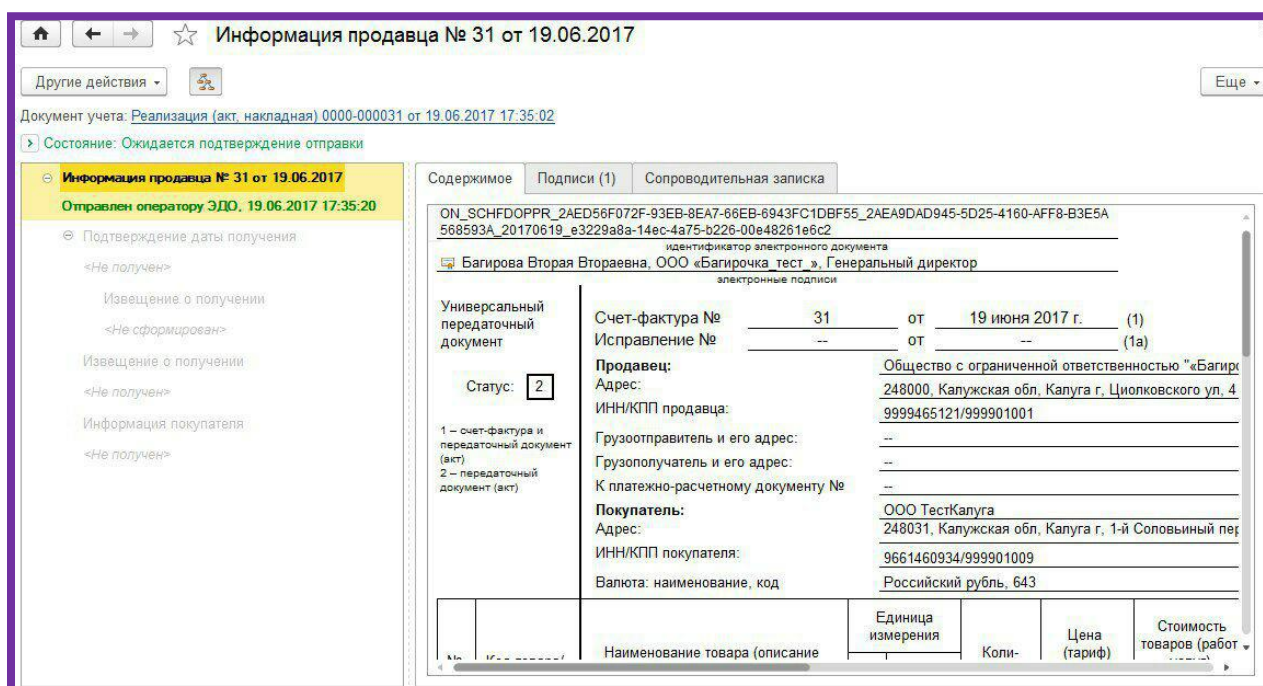 Информация продавца № 31 от 19.06.2017
Другие действия
Еще
Документ учета: Реализация (акт, накладная) 0000-000031 от 19.06.2017 17:35:02
Состояние: Ожидается подтверждение отправки
Информация продавца № 31 от 19.06.2017
Отправлен оператору ЭДО, 19.06.2017 17:35:20
Подтверждение даты получения
<Не получен>
Извещение о получении
<Не сформирован>
Извещение о получении
<Не получен>
Информация покупателя
<Не получен>
Содержимое Подписи (1) Сопроводительная записка
ON_SCHFDOPPR_2AED56F072F-93EB-8EA7-66EB-6943FC1DBF55_2AEA9DAD945-5D25-4160-AFF8-B3E5A
568593A_20170619_e3229a8a-14ec-4a75-b226-00e48261e6c2
идентификатор электронного документа
Багирова Вторая Втораевна, ООО «Багирочка_тест_», Генеральный директор
электронные подписи
Универсальный
передаточный
документ
Статус: 2
1 – счет-фактура и
передаточный документ
(акт)
2 – передаточный
документ (акт)
Счет-фактура № 31 от 19 июня 2017 г. (1)
Исправление № -- от -- (1а)
Продавец: Общество с ограниченной ответственностью "«Багиро
Адрес: 248000, Калужская обл, Калуга г, Циолковского ул, 4
ИНН/КПП продавца: 9999465121/999901001
Грузоотправитель и его адрес: --
Грузополучатель и его адрес: --
К платежно-расчетному документу № --
Покупатель: ООО ТестКалуга
Адрес: 248031, Калужская обл, Калуга г, 1-й Соловьиный пер
ИНН/КПП покупателя: 9661460934/999901009
Валюта: наименование, код Российский рубль, 643
Единица
измерения
Наименование товара (описание
Коли-
Цена
(тариф)
Стоимость
товаров (работ